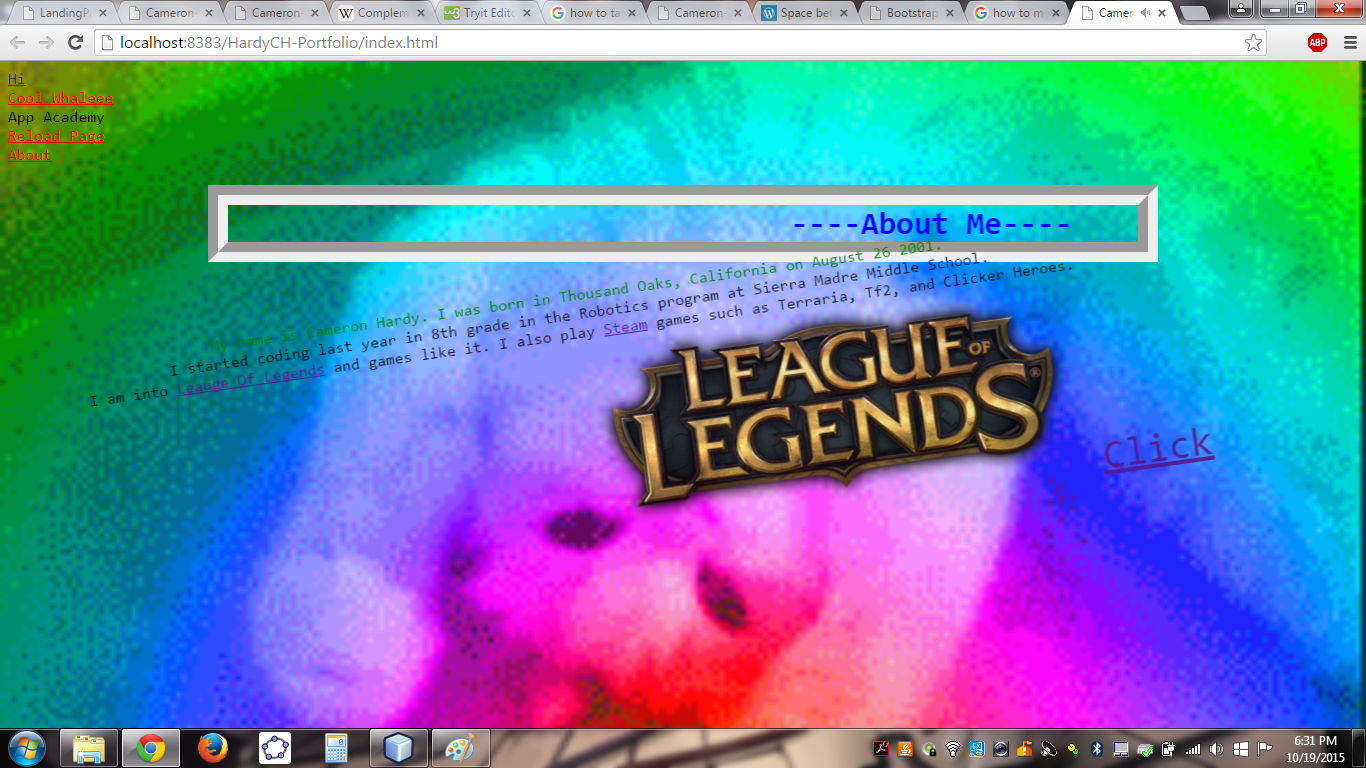 LandingPa
Cameron-
Cameron-
Complem
Tryit Edito
how to ta
Cameron-
Space bet
Bootstrap
how to m
Camer
localhost:8383/HardyCH-Portfolio/index.html
ABP
Hi
Cool Whaleee
App Academy
Reload Page
About
----About Me----
My name is Cameron Hardy. I was born in Thousand Oaks, California on August 26 2001.
I started coding last year in 8th grade in the Robotics program at Sierra Madre Middle School.
I am into Leauge Of Legends and games like it. I also play Steam games such as Terraria, Tf2, and Clicker Heroes.
LEAGUE OF
LEGENDS®
Click
6:31 PM
10/19/2015